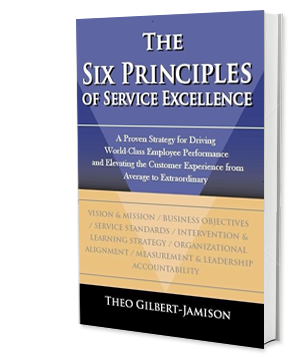 THE
SIX PRINCIPLES
OF SERVICE EXCELLENCE
A Proven Strategy for Driving
World-Class Employee Performance
and Elevating the Customer Experience from
Average to Extraordinary
VISION & MISSION / BUSINESS OBJECTIVES
/ SERVICE STANDARDS / INTERVENTION &
LEARNING STRATEGY / ORGANIZATIONAL
ALIGNMENT / MEASUREMENT & LEADERSHIP
ACCOUNTABILITY
THEO GILBERT-JAMISON